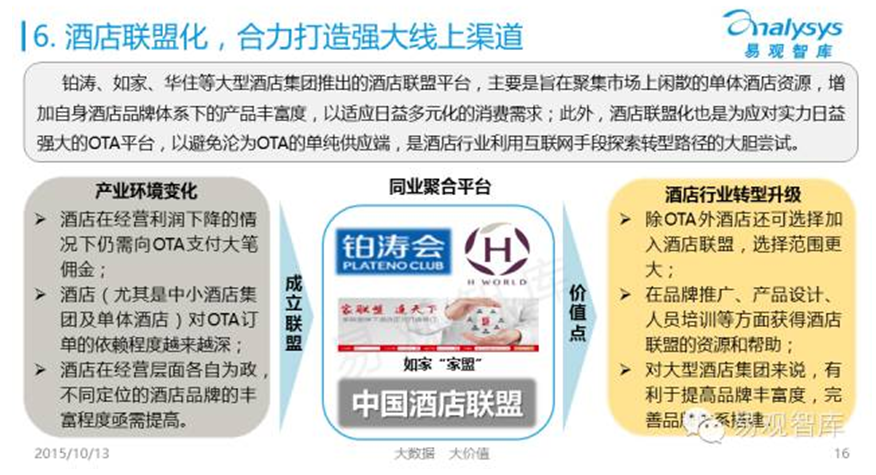 6. 酒店联盟化，合力打造强大线上渠道
analysys
易观智库
铂涛、如家、华住等大型酒店集团推出的酒店联盟平台，主要是旨在聚集市场上闲散的单体酒店资源，增
加自身酒店品牌体系下的产品丰富度，以适应日益多元化的消费需求；此外，酒店联盟化也是为应对实力日益
强大的OTA平台，以避免沦为OTA的单纯供应端，是酒店行业利用互联网手段探索转型路径的大胆尝试。
产业环境变化
➢ 酒店在经营利润下降的情
况下仍需向OTA支付大笔
佣金；
➢ 酒店（尤其是中小酒店集
团及单体酒店）对OTA订
单的依赖程度越来越深；
➢ 酒店在经营层面各自为政，
不同定位的酒店品牌的丰
富程度亟需提高。
成立联盟
同业聚合平台
铂涛会
PLATENO CLUB
H
H WORLD
家联盟 通天下
如家“家盟”
中国酒店联盟
价值点
酒店行业转型升级
➢ 除OTA外酒店还可选择加
入酒店联盟，选择范围更
大；
➢ 在品牌推广、产品设计、
人员培训等方面获得酒店
联盟的资源和帮助；
➢ 对大型酒店集团来说，有
利于提高品牌丰富度，完
善品牌体系搭建。
易观智库
2015/10/13
大数据 大价值
16